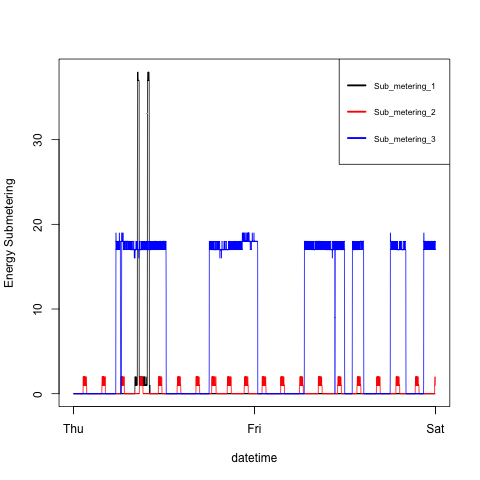 Sub_metering_1
Sub_metering_2
Sub_metering_3
Energy Submetering
30
20
10
0
Thu Fri Sat
datetime